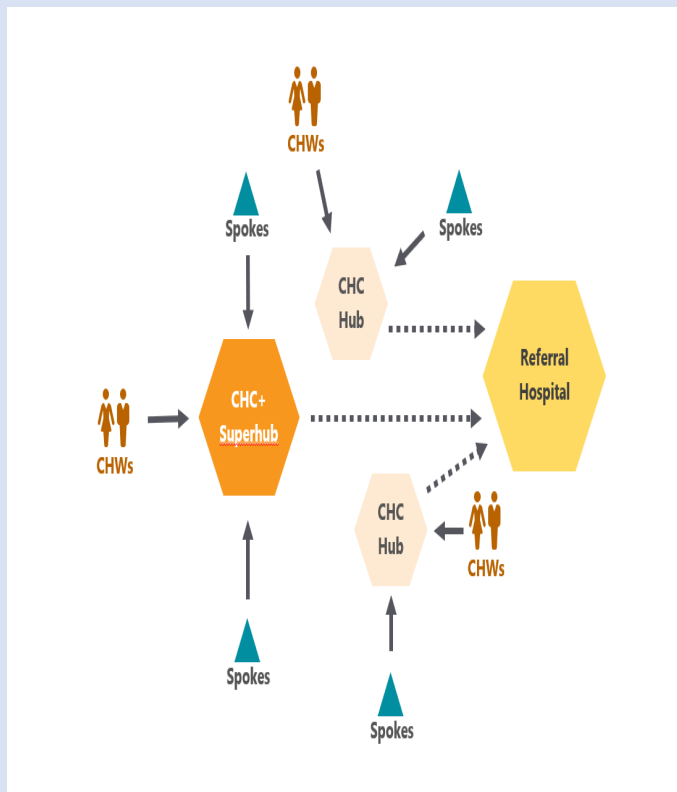 CHWs
Spokes
Spokes
CHC
Hub
Referral
Hospital
CHC+
Superhub
CHWs
CHC
Hub
CHWs
Spokes
Spokes